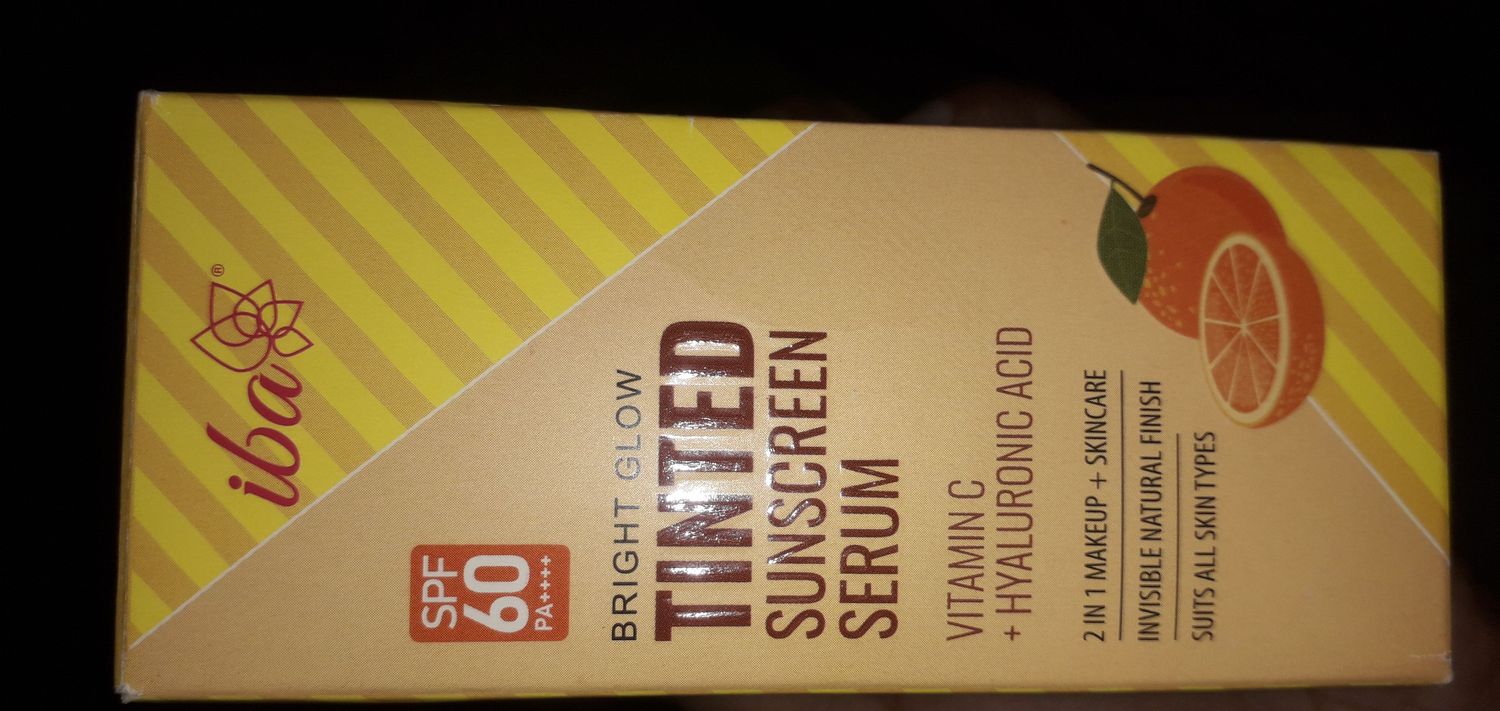 iba®
SPF
60
PA++++
BRIGHT GLOW
TINTED
SUNSCREEN
SERUM
VITAMIN C
+ HYALURONIC ACID
2 IN 1 MAKEUP + SKINCARE
INVISIBLE NATURAL FINISH
SUITS ALL SKIN TYPES